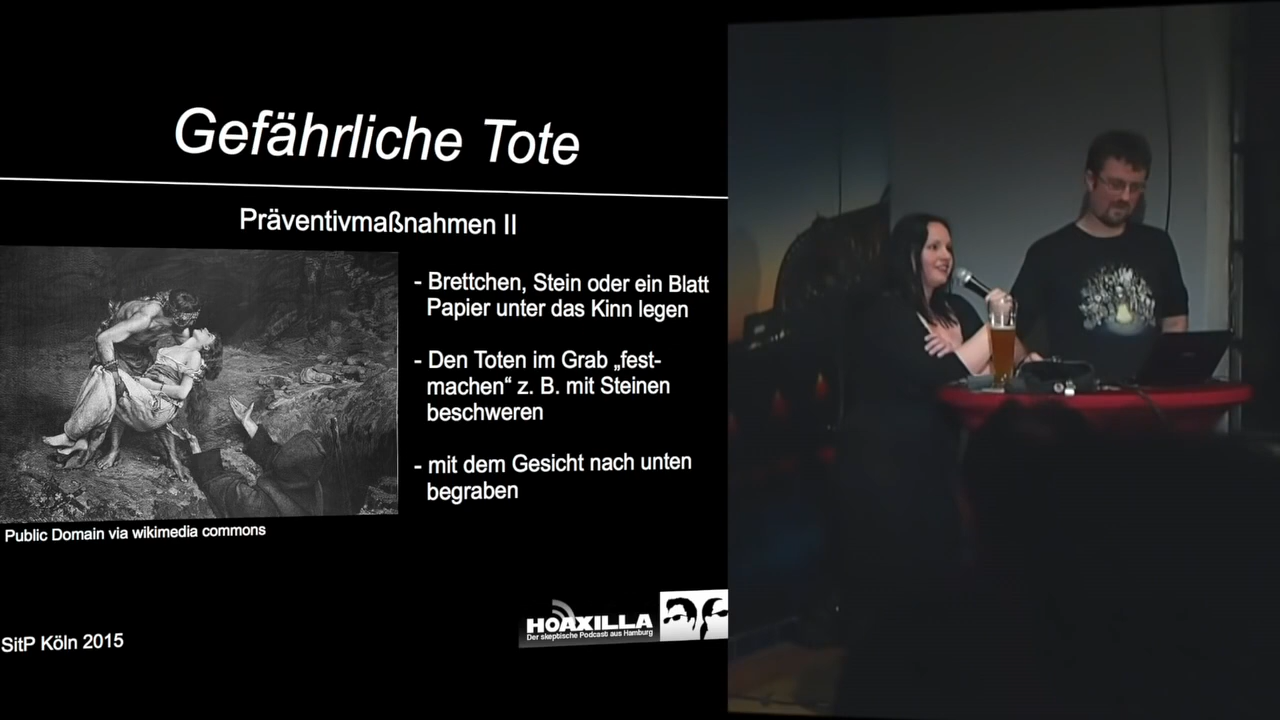 Gefährliche Tote
Präventivmaßnahmen II
- Brettchen, Stein oder ein Blatt
Papier unter das Kinn legen
- Den Toten im Grab „fest-
machen“ z. B. mit Steinen
beschweren
- mit dem Gesicht nach unten
begraben
Public Domain via wikimedia commons
HOAXILLA
Der skeptische Podcast aus Hamburg
SitP Köln 2015